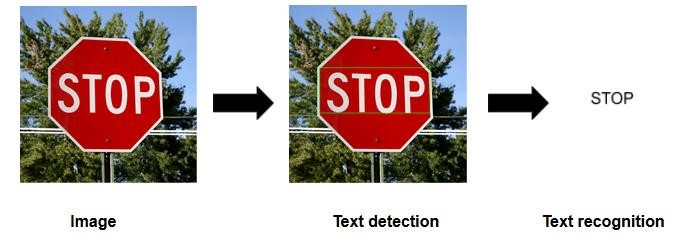 STOP
STOP
STOP
Image
Text detection
Text recognition